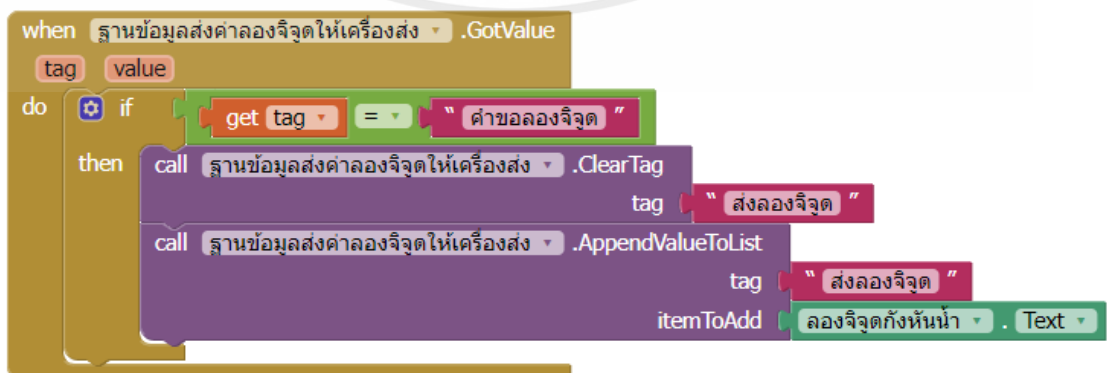 when ฐานข้อมูลส่งค่าลองจิจูดให้เครื่องส่ง .GotValue
tag value
do if get tag = " คำขอลองจิจูด "
then call ฐานข้อมูลส่งค่าลองจิจูดให้เครื่องส่ง .ClearTag
tag " ส่งลองจิจูด "
call ฐานข้อมูลส่งค่าลองจิจูดให้เครื่องส่ง .AppendValueToList
tag " ส่งลองจิจูด "
itemToAdd ลองจิจูดกังหันน้ำ . Text